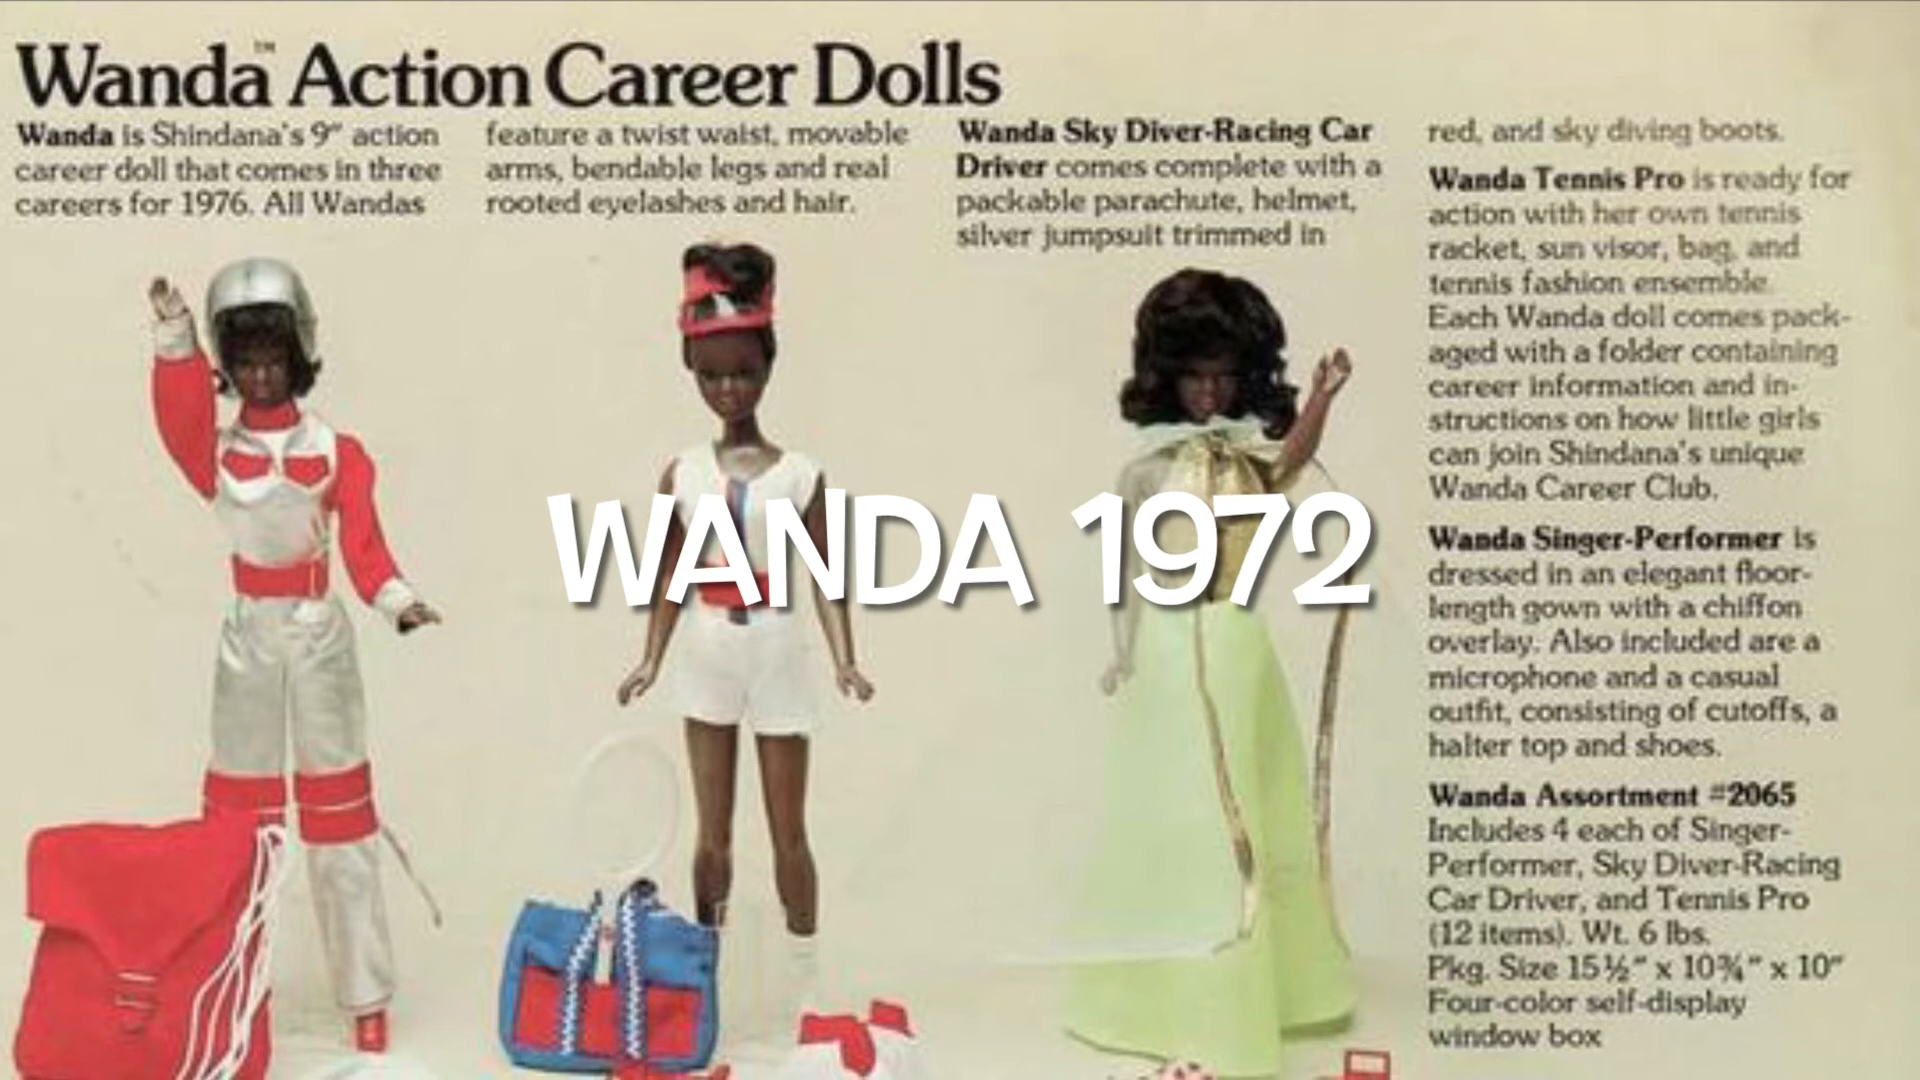 Wanda™ Action Career Dolls
Wanda is Shindana's 9" action
career doll that comes in three
careers for 1976. All Wandas
feature a twist waist, movable
arms, bendable legs and real
rooted eyelashes and hair.
Wanda Sky Diver-Racing Car
Driver comes complete with a
packable parachute, helmet,
silver jumpsuit trimmed in
red, and sky diving boots.
Wanda Tennis Pro is ready for
action with her own tennis
racket, sun visor, bag, and
tennis fashion ensemble.
Each Wanda doll comes pack-
aged with a folder containing
career information and in-
structions on how little girls
can join Shindana's unique
Wanda Career Club.
Wanda Singer-Performer is
dressed in an elegant floor-
length gown with a chiffon
overlay. Also included are a
microphone and a casual
outfit, consisting of cutoffs, a
halter top and shoes.
Wanda Assortment #2065
Includes 4 each of Singer-
Performer, Sky Diver-Racing
Car Driver, and Tennis Pro
(12 items). Wt. 6 lbs.
Pkg. Size 15½" x 10¾" x 10"
Four-color self-display
window box
WANDA 1972